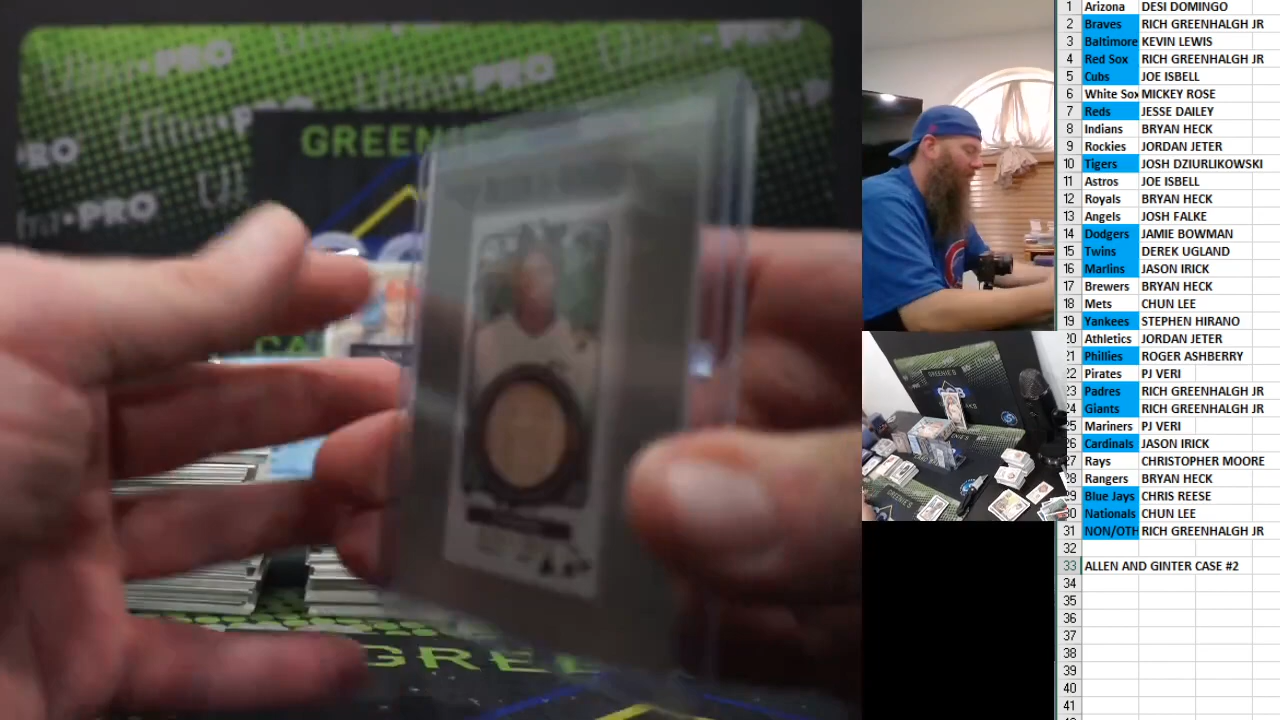 PRO
PRO
PRO
PRO
GREEN
GREE
1 Arizona DESI DOMINGO
2 Braves RICH GREENHALGH JR
3 Baltimore KEVIN LEWIS
4 Red Sox RICH GREENHALGH JR
5 Cubs JOE ISBELL
6 White Sox MICKEY ROSE
7 Reds JESSE DAILEY
8 Indians BRYAN HECK
9 Rockies JORDAN JETER
10 Tigers JOSH DZIURLIKOWSKI
11 Astros JOE ISBELL
12 Royals BRYAN HECK
13 Angels JOSH FALKE
14 Dodgers JAMIE BOWMAN
15 Twins DEREK UGLAND
16 Marlins JASON IRICK
17 Brewers BRYAN HECK
18 Mets CHUN LEE
19 Yankees STEPHEN HIRANO
20 Athletics JORDAN JETER
21 Phillies ROGER ASHBERRY
22 Pirates PJ VERI
23 Padres RICH GREENHALGH JR
24 Giants RICH GREENHALGH JR
25 Mariners PJ VERI
26 Cardinals JASON IRICK
27 Rays CHRISTOPHER MOORE
28 Rangers BRYAN HECK
29 Blue Jays CHRIS REESE
30 Nationals CHUN LEE
31 NON/OTH RICH GREENHALGH JR
32
33 ALLEN AND GINTER CASE #2
34
35
36
37
38
39
40
41